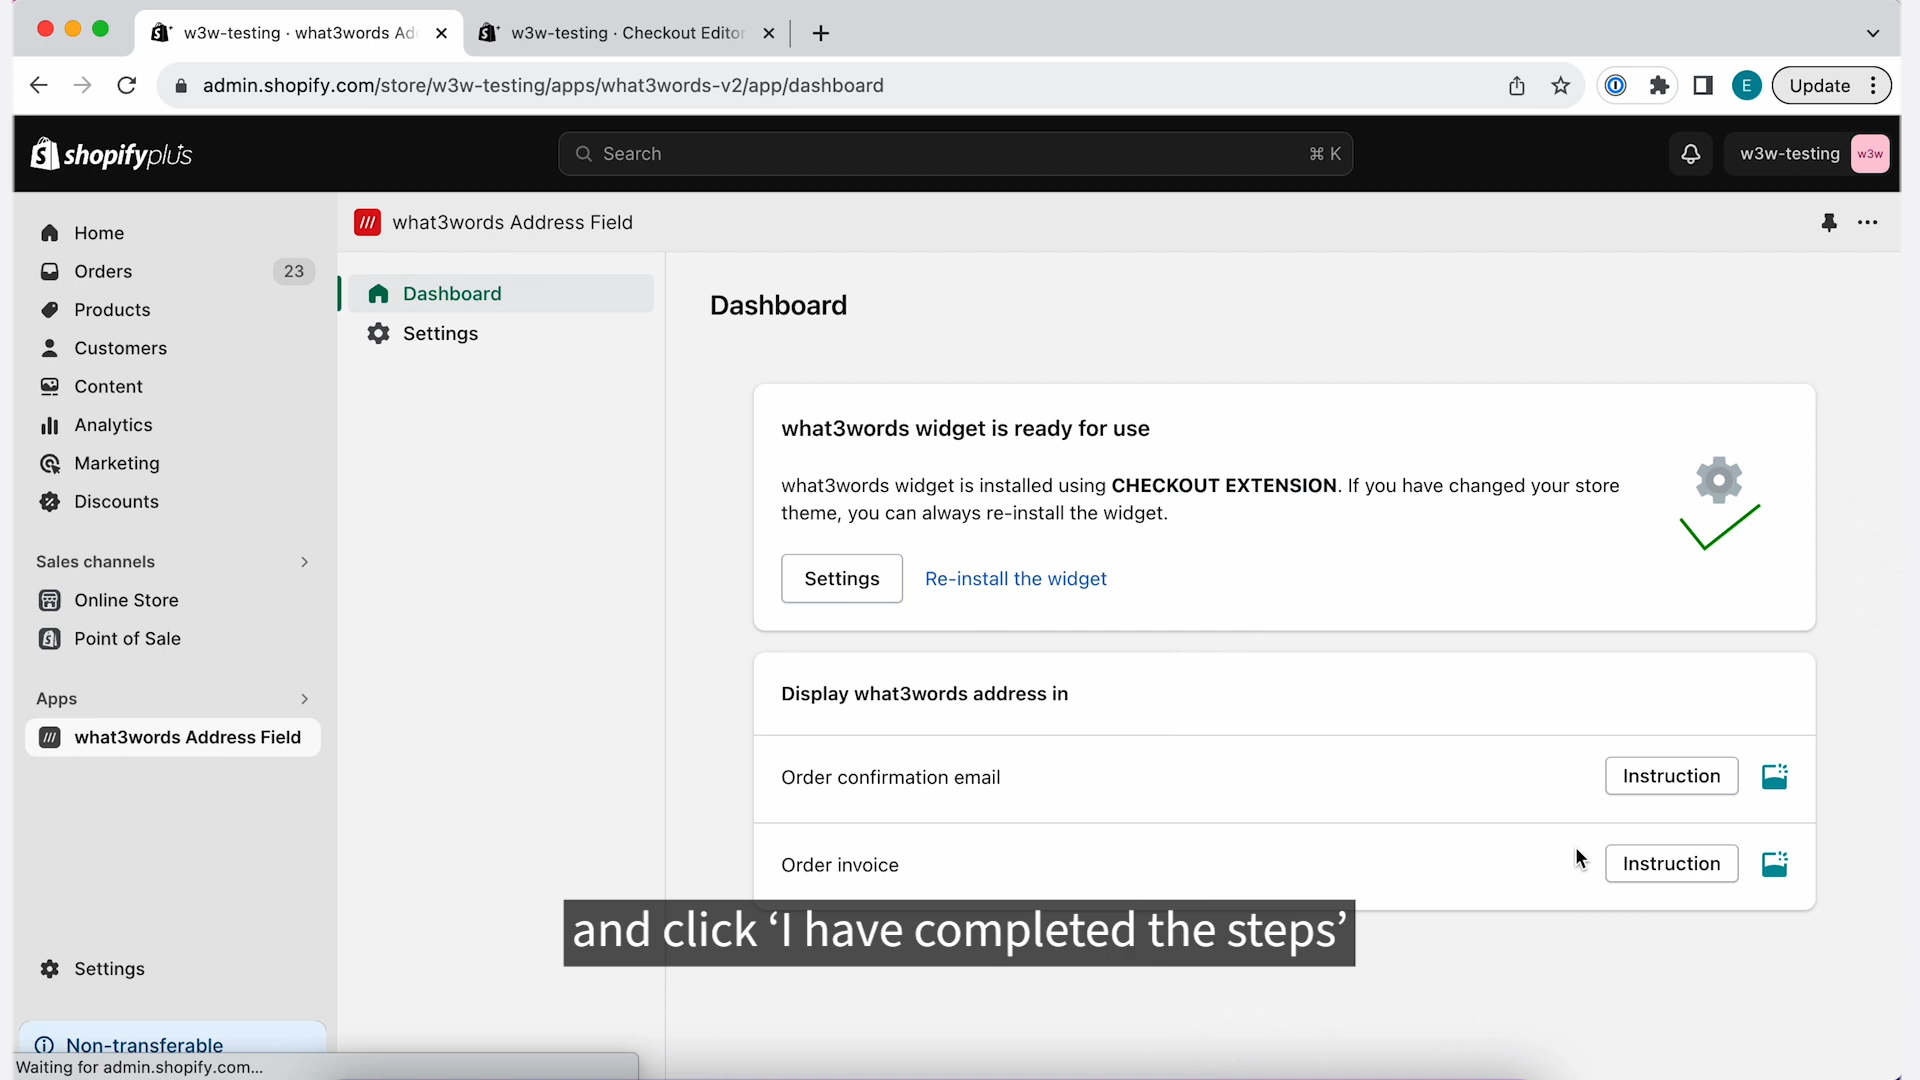 w3w-testing · what3words Ad
w3w-testing · Checkout Editor
admin.shopify.com/store/w3w-testing/apps/what3words-v2/app/dashboard
E
Update
shopifyplus
Search
⌘ K
w3w-testing
w3w
Home
Orders
23
Products
Customers
Content
Analytics
Marketing
Discounts
Sales channels
Online Store
Point of Sale
Apps
what3words Address Field
Settings
Non-transferable
Waiting for admin.shopify.com...
what3words Address Field
Dashboard
Settings
Dashboard
what3words widget is ready for use
what3words widget is installed using CHECKOUT EXTENSION. If you have changed your store
theme, you can always re-install the widget.
Settings
Re-install the widget
Display what3words address in
Order confirmation email
Instruction
Order invoice
Instruction
and click ‘I have completed the steps’